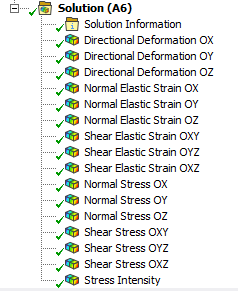 Solution (A6)
Solution Information
Directional Deformation OX
Directional Deformation OY
Directional Deformation OZ
Normal Elastic Strain OX
Normal Elastic Strain OY
Normal Elastic Strain OZ
Shear Elastic Strain OXY
Shear Elastic Strain OYZ
Shear Elastic Strain OXZ
Normal Stress OX
Normal Stress OY
Normal Stress OZ
Shear Stress OXY
Shear Stress OYZ
Shear Stress OXZ
Stress Intensity